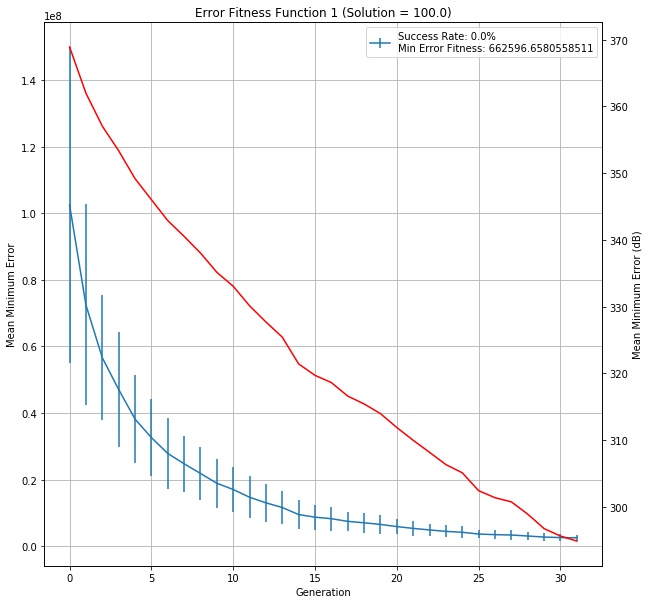 Error Fitness Function 1 (Solution = 100.0)
1e8
Success Rate: 0.0%
Min Error Fitness: 662596.6580558511
1.4
1.2
1.0
0.8
0.6
0.4
0.2
0.0
Mean Minimum Error
370
360
350
340
330
320
310
300
Mean Minimum Error (dB)
0 5 10 15 20 25 30
Generation